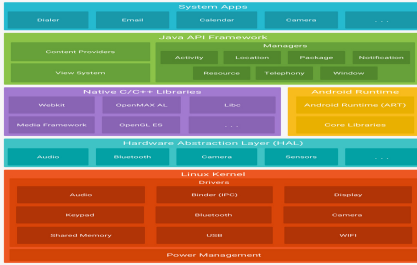 System Apps
Dialer Email Calendar Camera . . .
Java API Framework
Content Providers
View System
Managers
Activity Location Package Notification
Resource Telephony Window
Native C/C++ Libraries
Webkit OpenMAX AL Libc
Media Framework OpenGL ES . . .
Android Runtime
Android Runtime (ART)
Core Libraries
Hardware Abstraction Layer (HAL)
Audio Bluetooth Camera Sensors . . .
Linux Kernel
Drivers
Audio Binder (IPC) Display
Keypad Bluetooth Camera
Shared Memory USB WIFI
Power Management